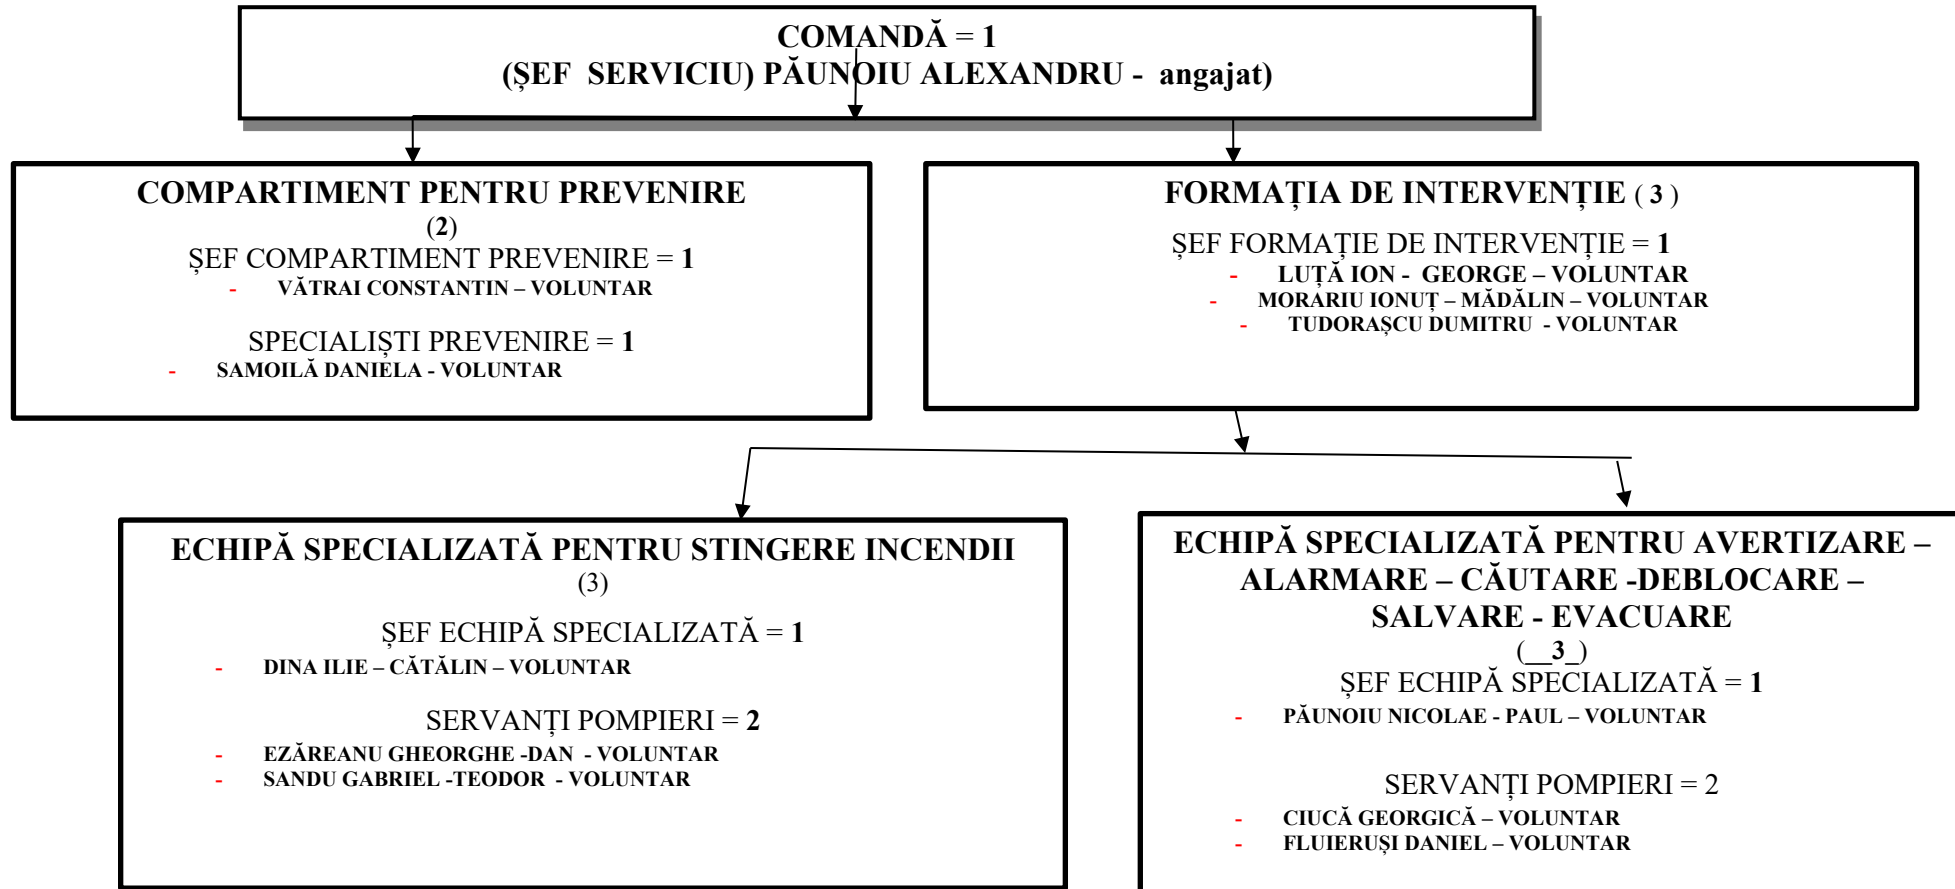 COMANDĂ = 1
(ȘEF SERVICIU) PĂUNOIU ALEXANDRU - angajat)
COMPARTIMENT PENTRU PREVENIRE
(2)
ȘEF COMPARTIMENT PREVENIRE = 1
- VĂTRAI CONSTANTIN – VOLUNTAR
SPECIALIȘTI PREVENIRE = 1
- SAMOILĂ DANIELA - VOLUNTAR
FORMAȚIA DE INTERVENȚIE ( 3 )
ȘEF FORMAȚIE DE INTERVENȚIE = 1
- LUȚĂ ION - GEORGE – VOLUNTAR
- MORARIU IONUȚ – MĂDĂLIN – VOLUNTAR
- TUDORAȘCU DUMITRU - VOLUNTAR
ECHIPĂ SPECIALIZATĂ PENTRU STINGERE INCENDII
(3)
ȘEF ECHIPĂ SPECIALIZATĂ = 1
- DINA ILIE – CĂTĂLIN – VOLUNTAR
SERVANȚI POMPIERI = 2
- EZĂREANU GHEORGHE -DAN - VOLUNTAR
- SANDU GABRIEL -TEODOR - VOLUNTAR
ECHIPĂ SPECIALIZATĂ PENTRU AVERTIZARE –
ALARMARE – CĂUTARE -DEBLOCARE –
SALVARE - EVACUARE
(__3_)
ȘEF ECHIPĂ SPECIALIZATĂ = 1
- PĂUNOIU NICOLAE - PAUL – VOLUNTAR
SERVANȚI POMPIERI = 2
- CIUCĂ GEORGICĂ – VOLUNTAR
- FLUIERUȘI DANIEL – VOLUNTAR